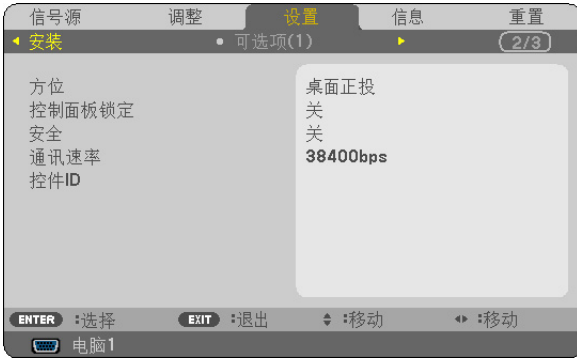 信号源 调整 设置 信息 重置
安装 ● 可选项(1) 2/3
方位 桌面正投
控制面板锁定 关
安全 关
通讯速率 38400bps
控件ID
ENTER :选择 EXIT :退出 :移动 :移动
电脑1